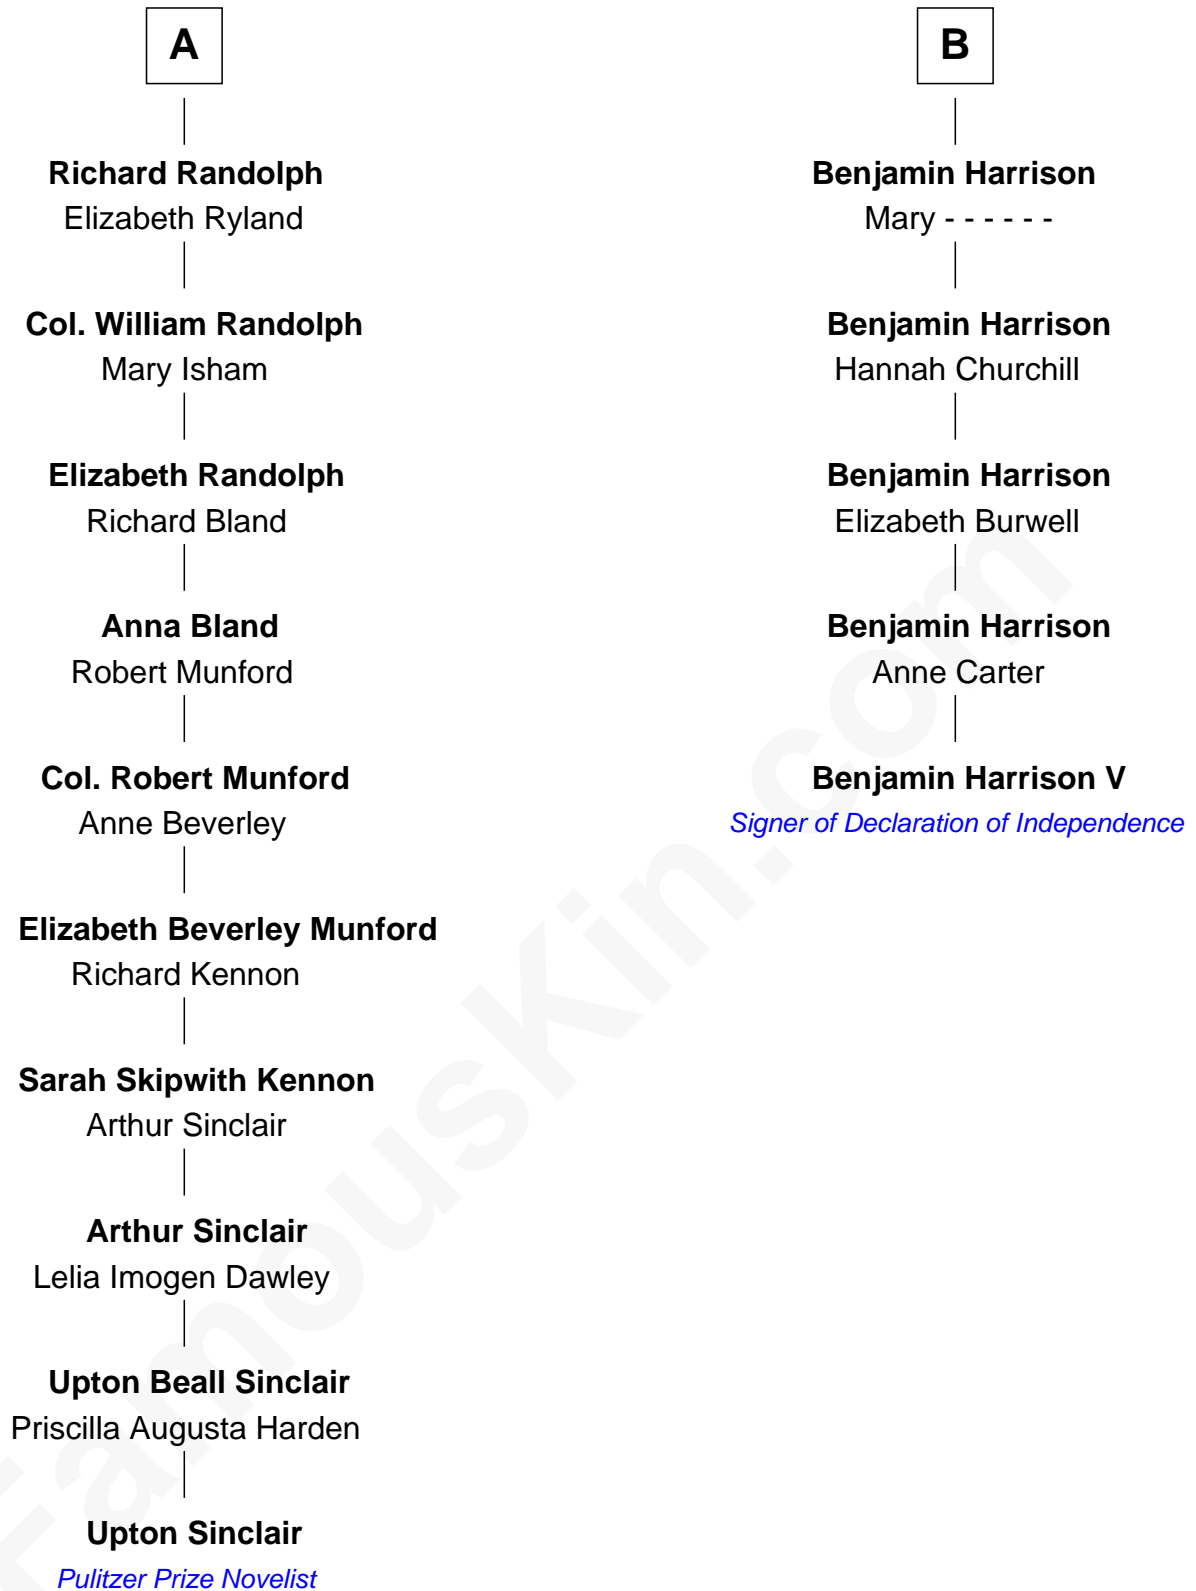 A
Richard Randolph
Elizabeth Ryland
Col. William Randolph
Mary Isham
Elizabeth Randolph
Richard Bland
Anna Bland
Robert Munford
Col. Robert Munford
Anne Beverley
Elizabeth Beverley Munford
Richard Kennon
Sarah Skipwith Kennon
Arthur Sinclair
Arthur Sinclair
Lelia Imogen Dawley
Upton Beall Sinclair
Priscilla Augusta Harden
Upton Sinclair
Pulitzer Prize Novelist
B
Benjamin Harrison
Mary - - - - - -
Benjamin Harrison
Hannah Churchill
Benjamin Harrison
Elizabeth Burwell
Benjamin Harrison
Anne Carter
Benjamin Harrison V
Signer of Declaration of Independence
FamousKin.com